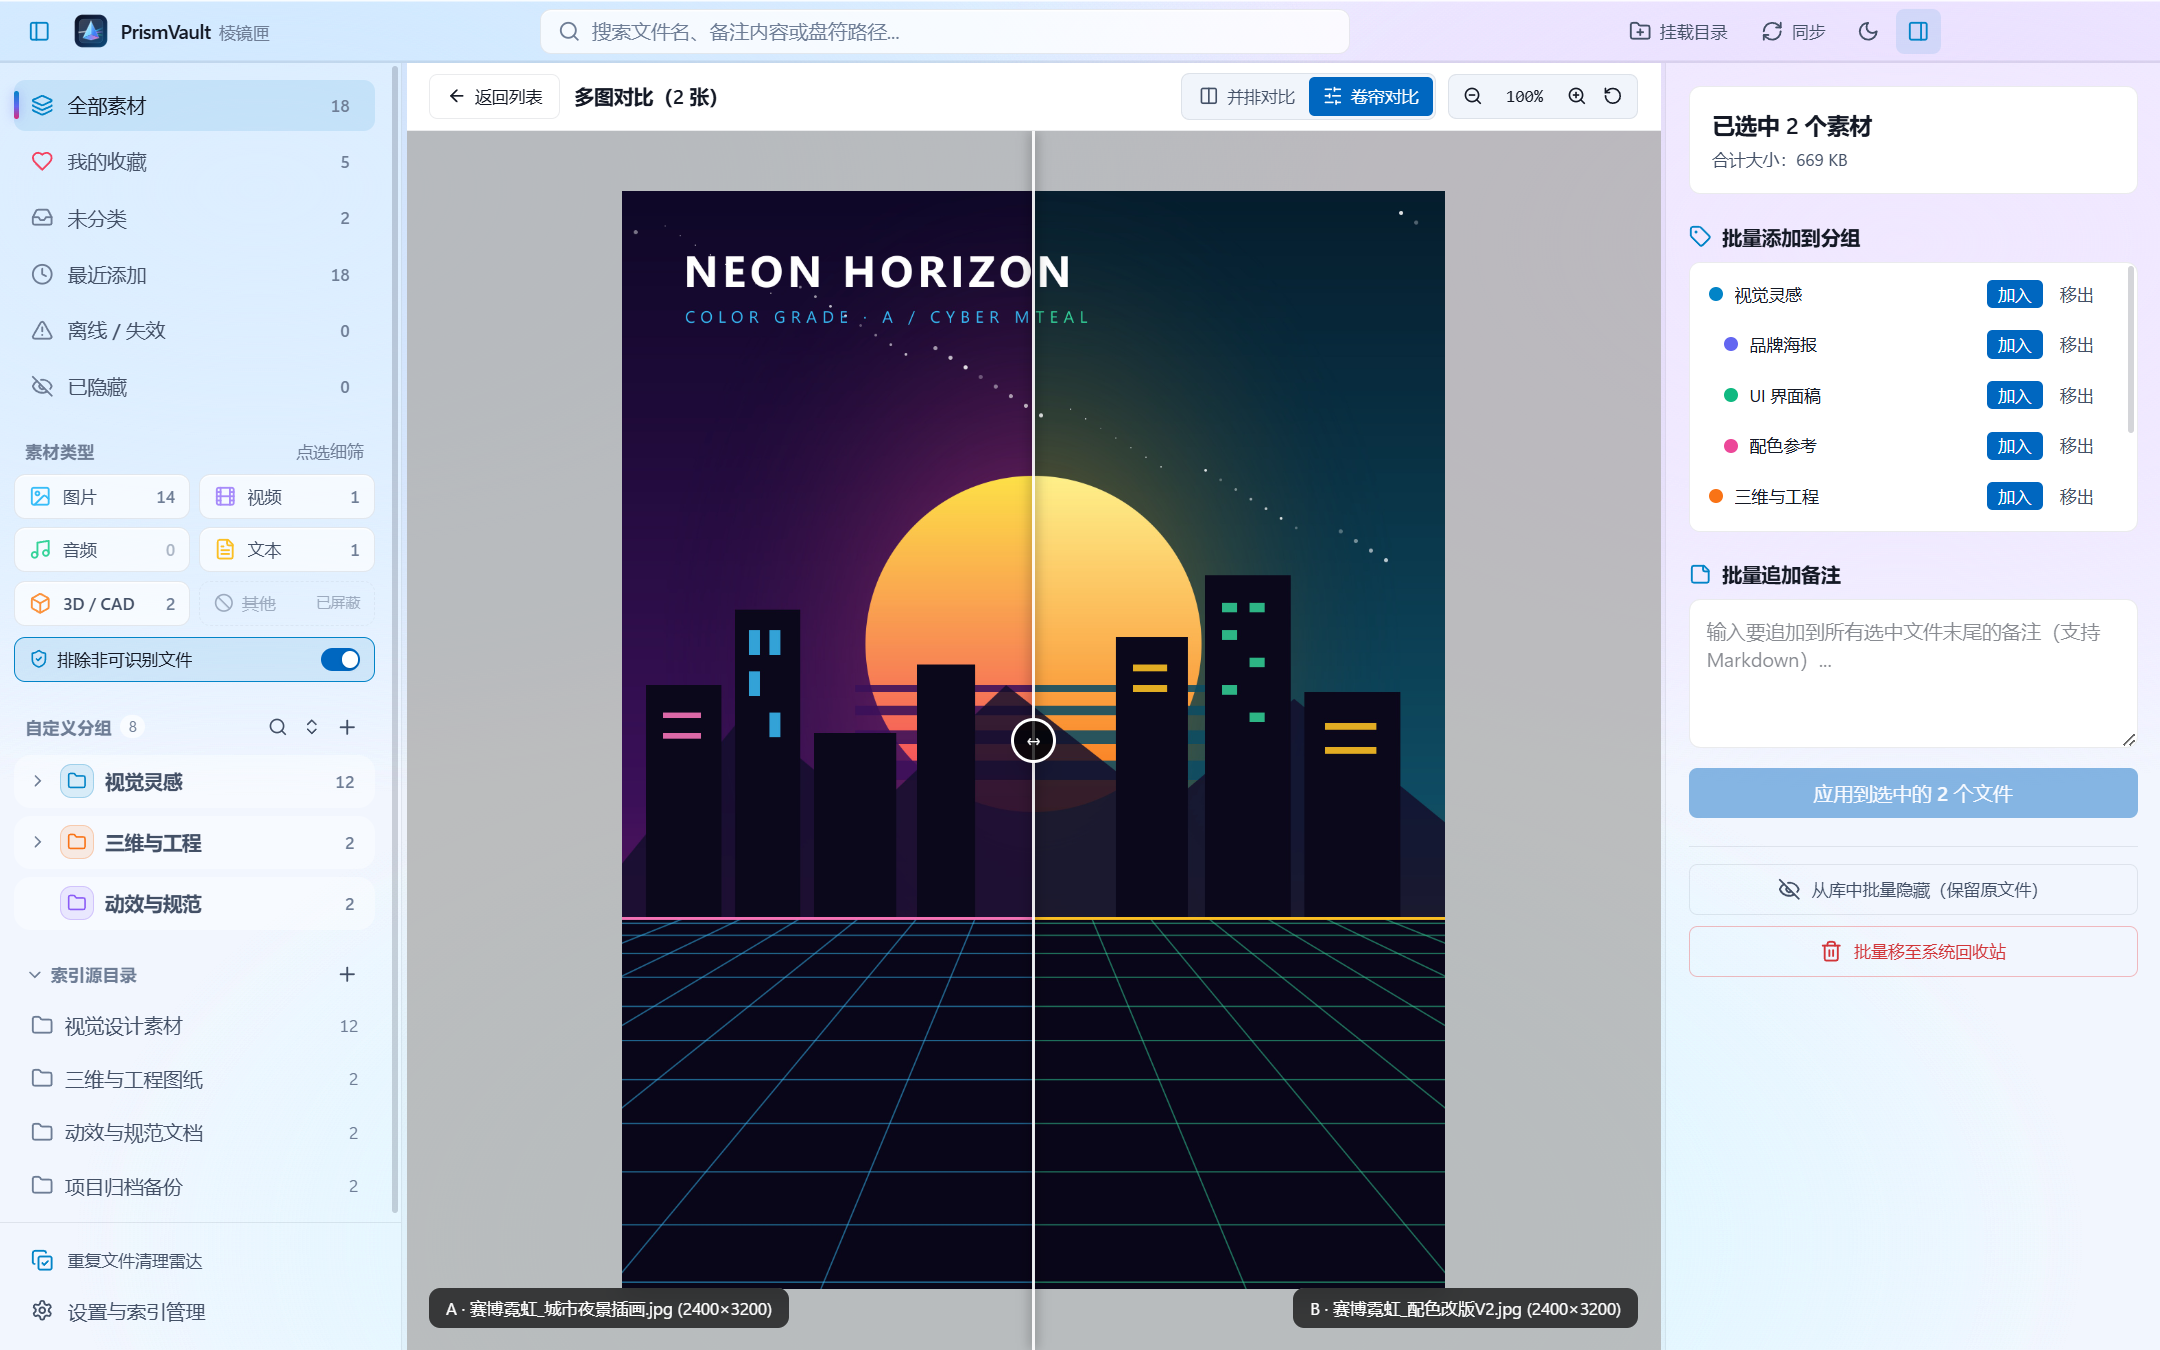 PrismVault 棱镜匣
搜索文件名、备注内容或盘符路径...
挂载目录
同步
全部素材 18
我的收藏 5
未分类 2
最近添加 18
离线 / 失效 0
已隐藏 0
素材类型 点选细筛
图片 14
视频 1
音频 0
文本 1
3D / CAD 2
其他 已屏蔽
排除非可识别文件
自定义分组 8
视觉灵感 12
三维与工程 2
动效与规范 2
索引源目录
视觉设计素材 12
三维与工程图纸 2
动效与规范文档 2
项目归档备份 2
重复文件清理雷达
设置与索引管理
返回列表
多图对比（2 张）
并排对比
卷帘对比
100%
NEON HORIZON
COLOR GRADE · A / CYBER MTEAL
A · 赛博霓虹_城市夜景插画.jpg (2400×3200)
B · 赛博霓虹_配色改版V2.jpg (2400×3200)
已选中 2 个素材
合计大小：669 KB
批量添加到分组
视觉灵感 加入 移出
品牌海报 加入 移出
UI 界面稿 加入 移出
配色参考 加入 移出
三维与工程 加入 移出
批量追加备注
输入要追加到所有选中文件末尾的备注（支持
Markdown）...
应用到选中的 2 个文件
从库中批量隐藏（保留原文件）
批量移至系统回收站